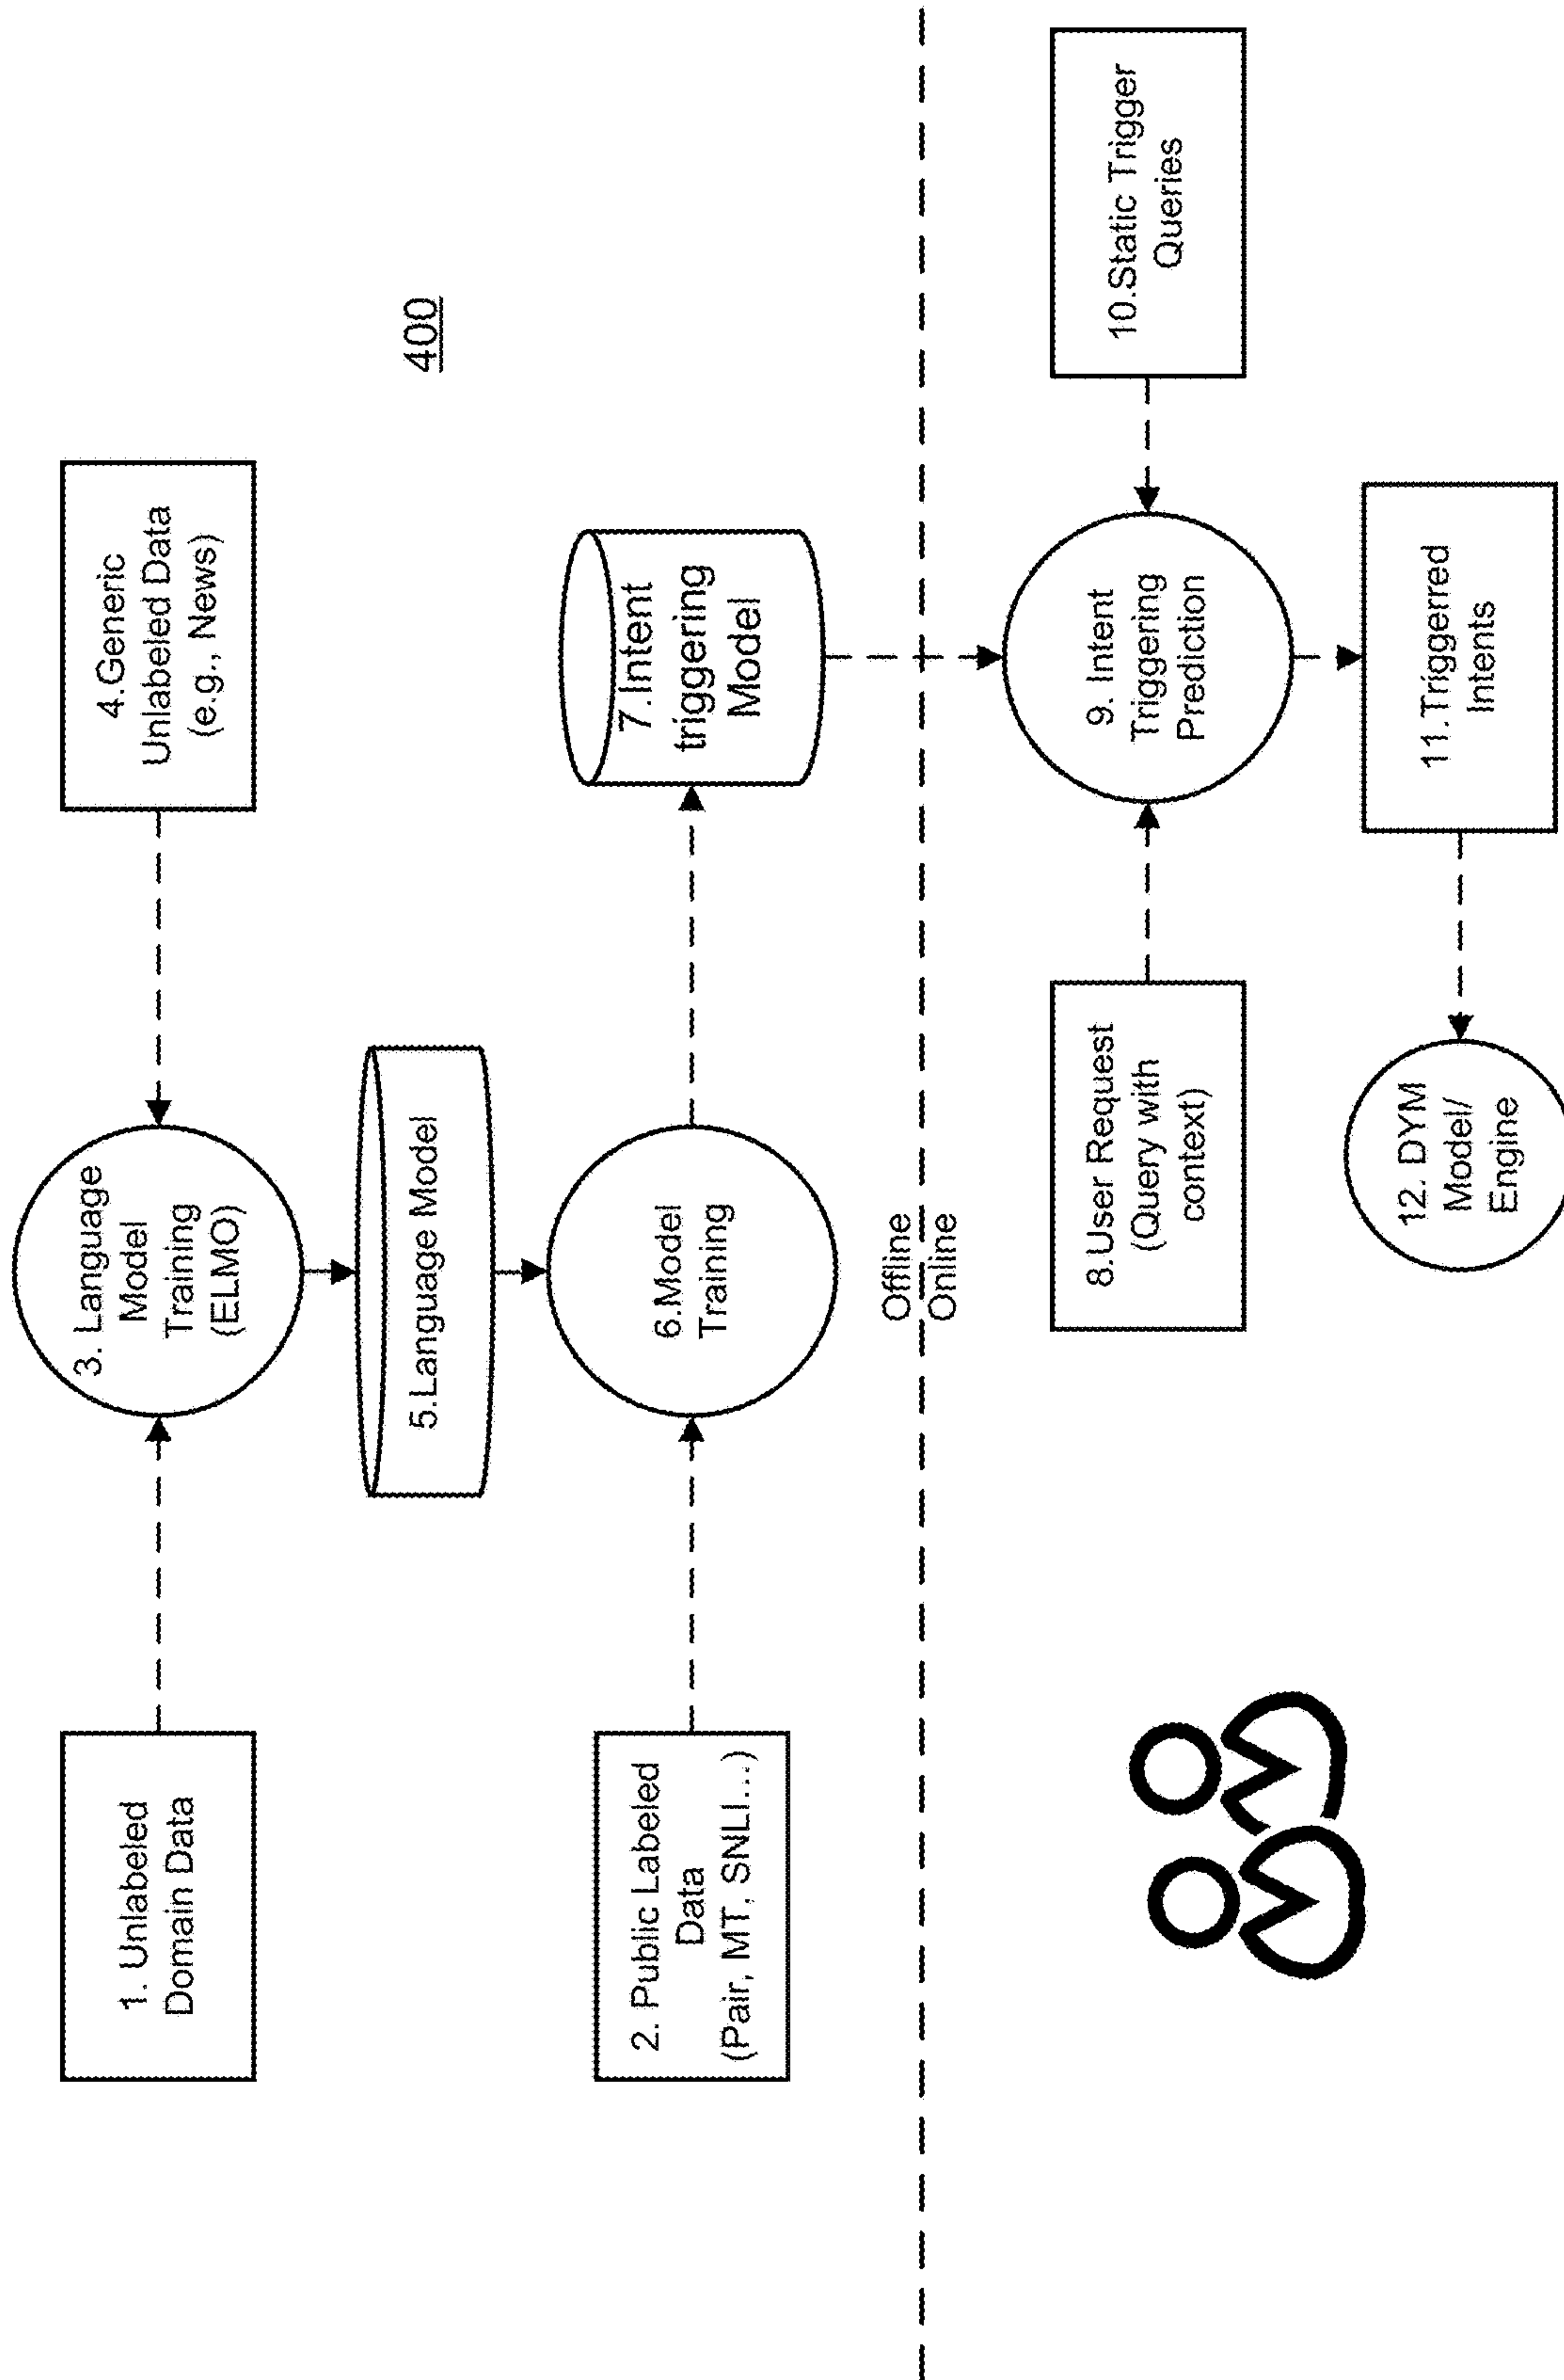 1. Unlabeled
Domain Data
3. Language
Model
Training
(ELMO)
4.Generic
Unlabeled Data
(e.g., News)
5.Language Model
400
2. Public Labeled
Data
(Pair, MT, SNLI...)
6.Model
Training
7.Intent
triggering
Model
Offline
Online
8.User Request
(Query with
context)
9. Intent
Triggering
Prediction
10.Static Trigger
Queries
12. DYM
Model/
Engine
11.Triggerred
Intents